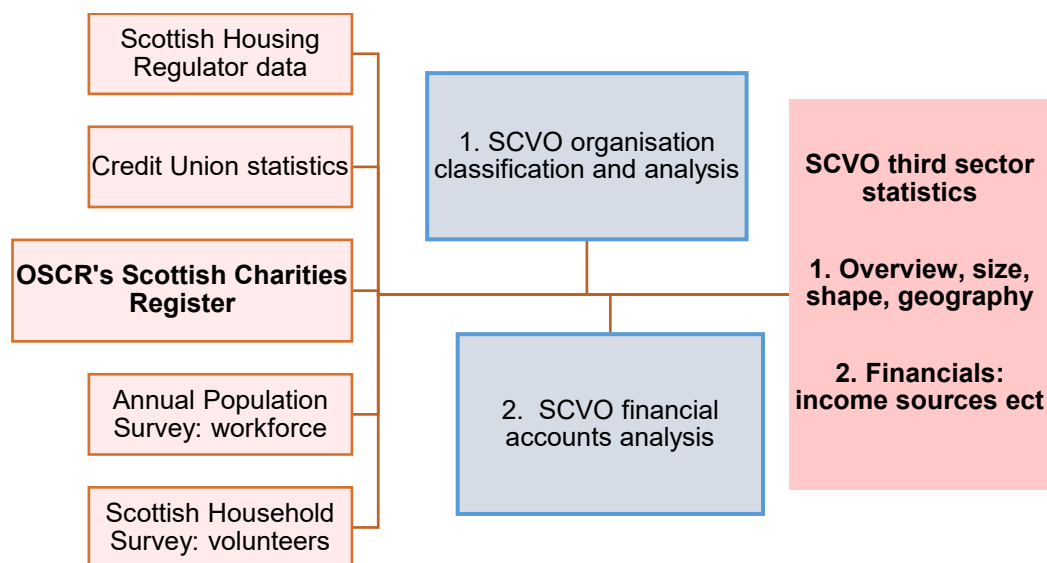 Scottish Housing
Regulator data
Credit Union statistics
OSCR's Scottish Charities
Register
Annual Population
Survey: workforce
Scottish Household
Survey: volunteers
1. SCVO organisation
classification and analysis
2. SCVO financial
accounts analysis
SCVO third sector
statistics
1. Overview, size,
shape, geography
2. Financials:
income sources ect